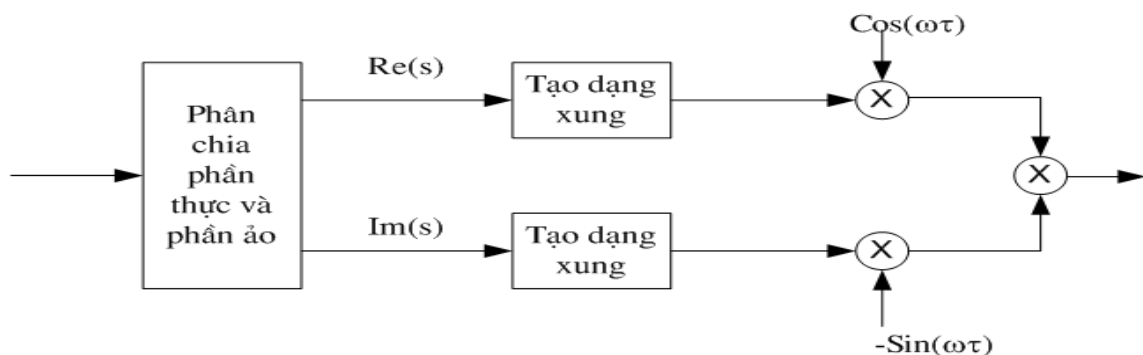 Cos(ωτ)
Re(s)
Tạo dạng
xung
X
Phân
chia
phần
thực và
phần ảo
X
Im(s)
Tạo dạng
xung
X
-Sin(ωτ)